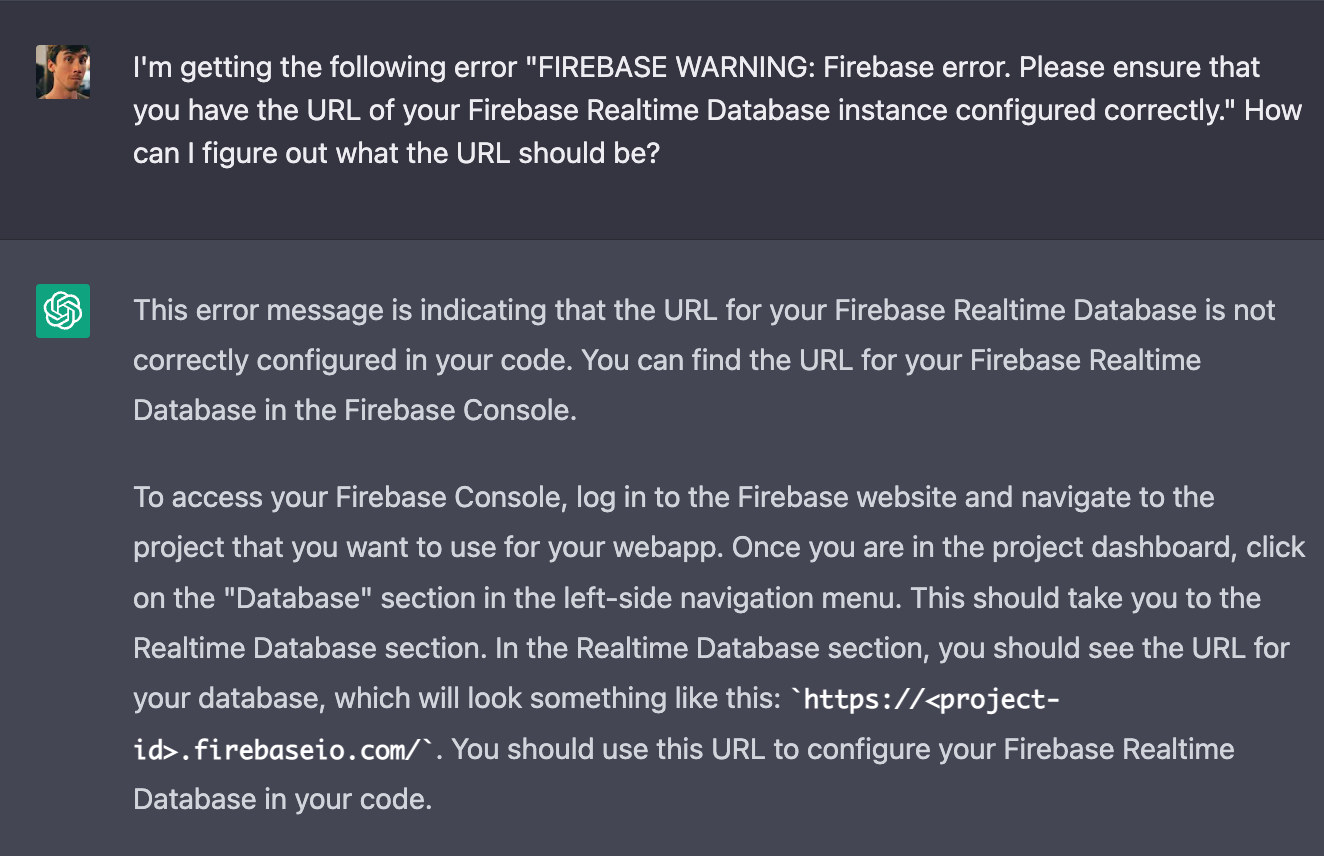 I'm getting the following error "FIREBASE WARNING: Firebase error. Please ensure that
you have the URL of your Firebase Realtime Database instance configured correctly." How
can I figure out what the URL should be?
This error message is indicating that the URL for your Firebase Realtime Database is not
correctly configured in your code. You can find the URL for your Firebase Realtime
Database in the Firebase Console.
To access your Firebase Console, log in to the Firebase website and navigate to the
project that you want to use for your webapp. Once you are in the project dashboard, click
on the "Database" section in the left-side navigation menu. This should take you to the
Realtime Database section. In the Realtime Database section, you should see the URL for
your database, which will look something like this: `https://<project-
id>.firebaseio.com/`. You should use this URL to configure your Firebase Realtime
Database in your code.